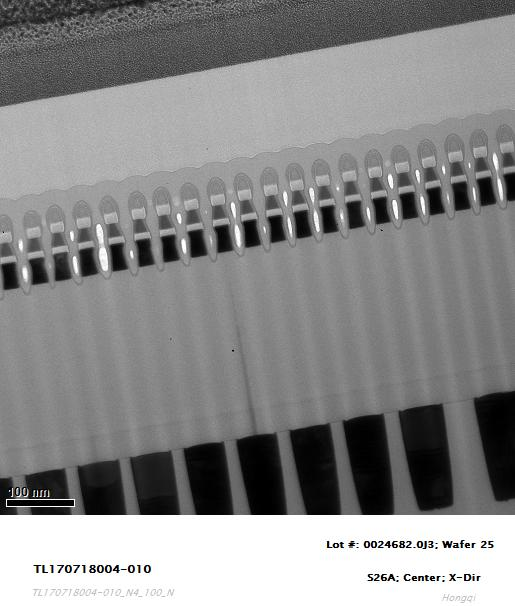 100 nm
Lot #: 0024682.0J3; Wafer 25
TL170718004-010
S26A; Center; X-Dir
TL170718004-010_N4_100_N
Hongqi